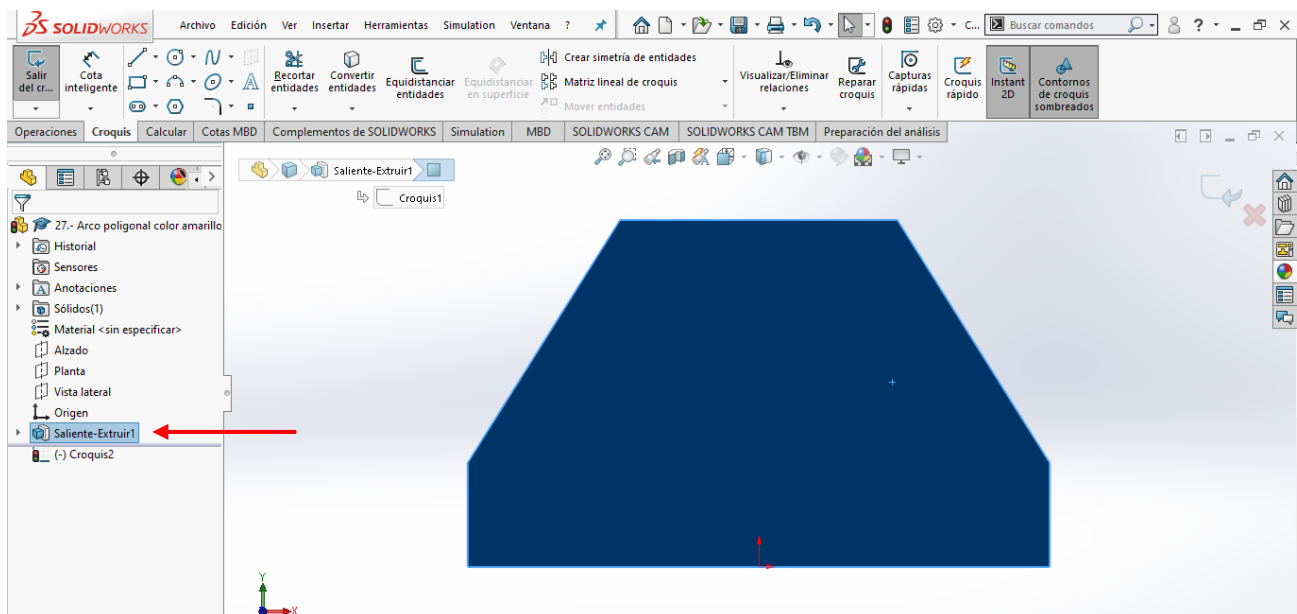 SOLIDWORKS Archivo Edición Ver Insertar Herramientas Simulation Ventana ? C... Buscar comandos ?
Salir del cr...
Cota inteligente
Recortar entidades
Convertir entidades
Equidistanciar entidades
Equidistanciar en superficie
Crear simetría de entidades
Matriz lineal de croquis
Mover entidades
Visualizar/Eliminar relaciones
Reparar croquis
Capturas rápidas
Croquis rápido
Instant 2D
Contornos de croquis sombreados
Operaciones Croquis Calcular Cotas MBD Complementos de SOLIDWORKS Simulation MBD SOLIDWORKS CAM SOLIDWORKS CAM TBM Preparación del análisis
Saliente-Extruir1
Croquis1
27.- Arco poligonal color amarillo
Historial
Sensores
Anotaciones
Sólidos(1)
Material <sin especificar>
Alzado
Planta
Vista lateral
Origen
Saliente-Extruir1
(-) Croquis2
Y
X